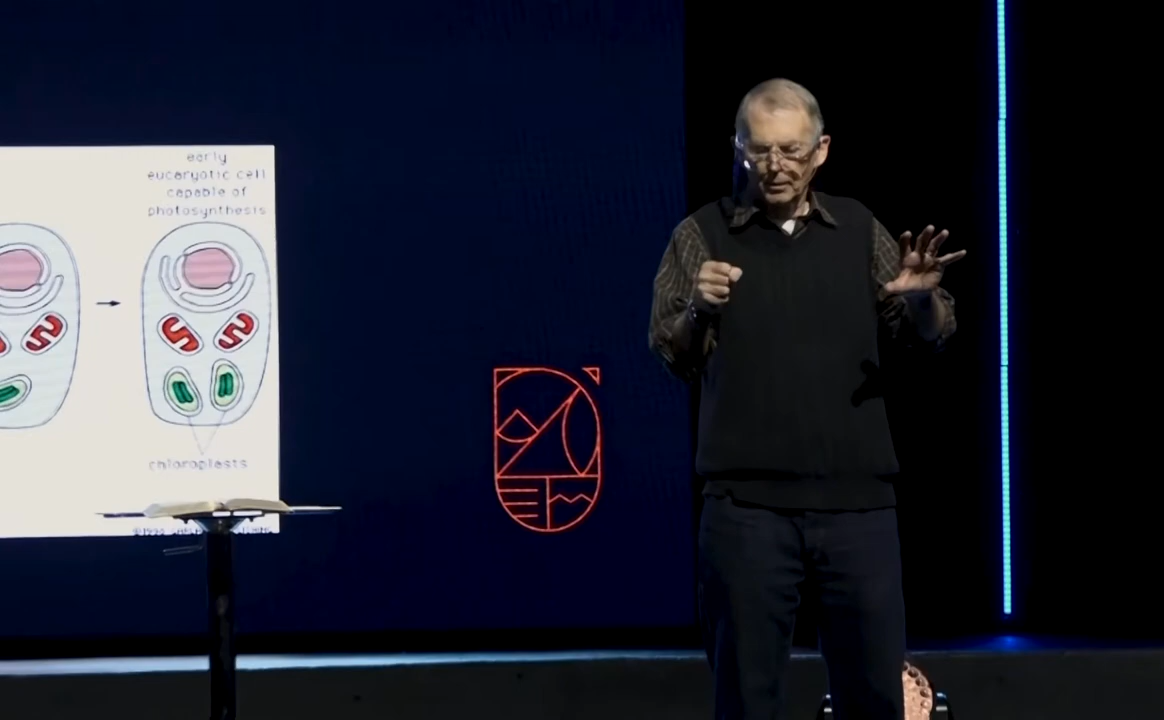 early
eucaryotic cell
capable of
photosynthesis
chloroplasts